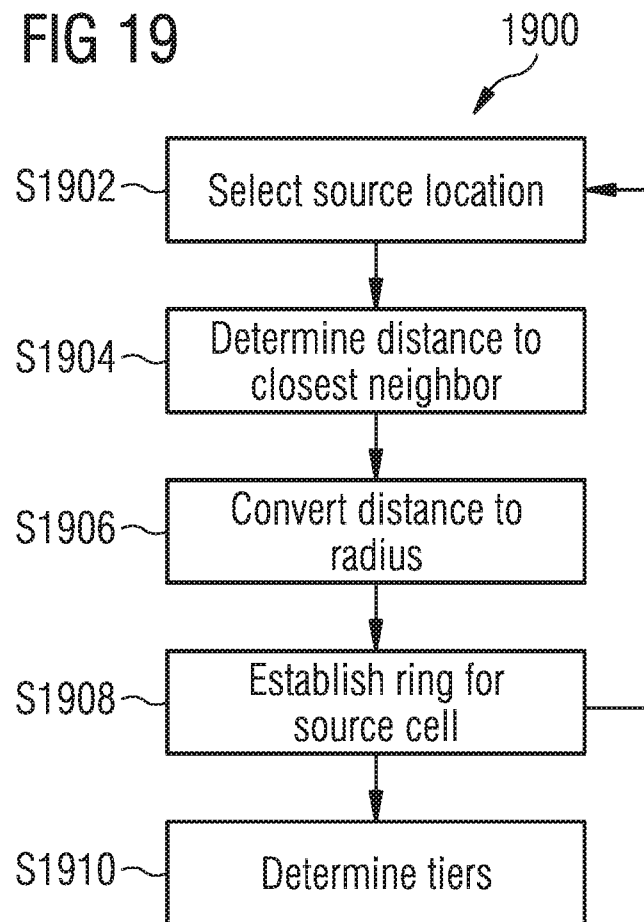 FIG 19
1900
S1902
Select source location
S1904
Determine distance to
closest neighbor
S1906
Convert distance to
radius
S1908
Establish ring for
source cell
S1910
Determine tiers